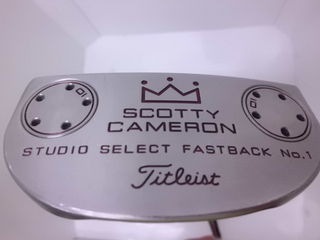 SCOTTY
CAMERON
STUDIO SELECT FASTBACK No.1
Titleist